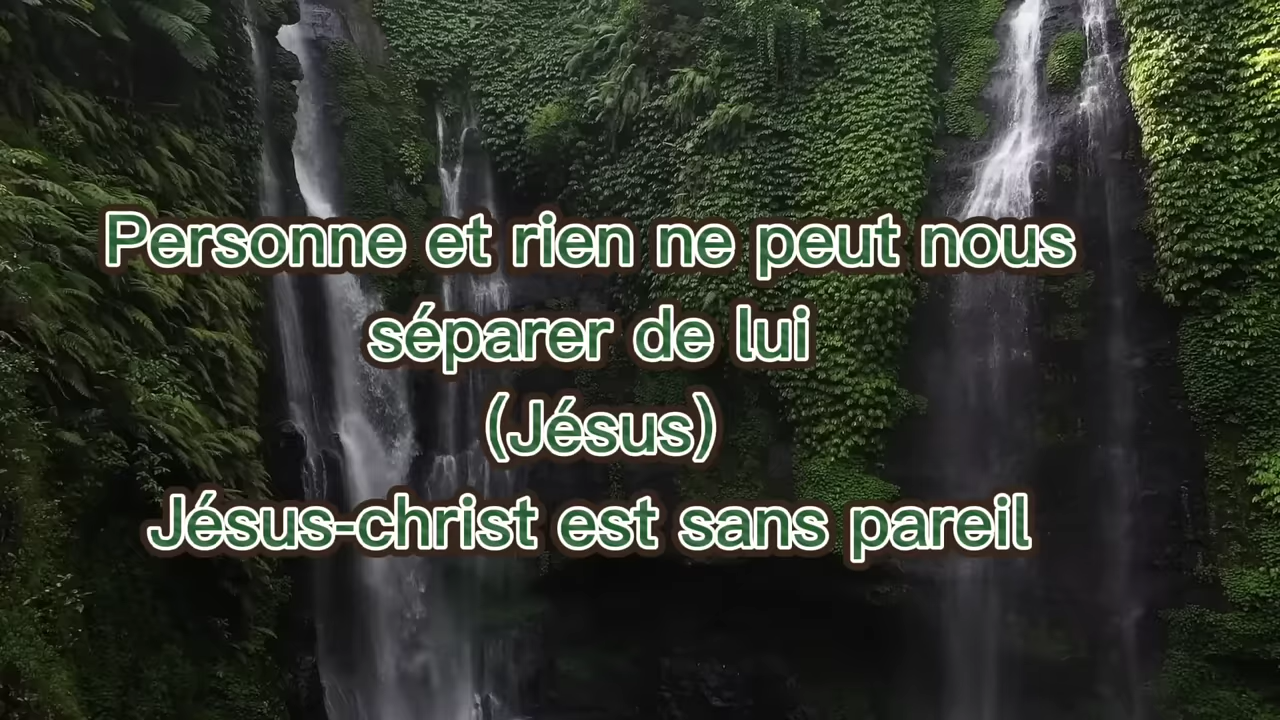 Personne et rien ne peut nous
séparer de lui
(Jésus)
Jésus-christ est sans pareil